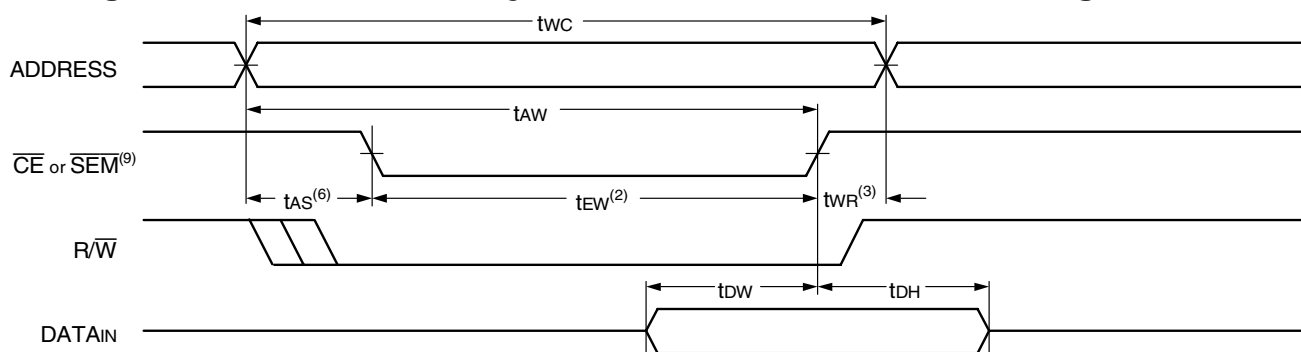 tWC
ADDRESS
tAW
CE or SEM(9)
tAS(6) tEW(2) tWR(3)
R/W
tDW tDH
DATAIN